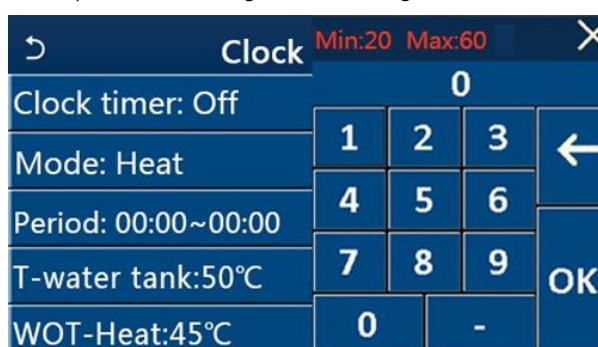 Clock
Clock timer: Off
Mode: Heat
Period: 00:00~00:00
T-water tank:50℃
WOT-Heat:45℃
Min:20 Max:60
0
1 2 3
4 5 6
7 8 9
OK
0 -